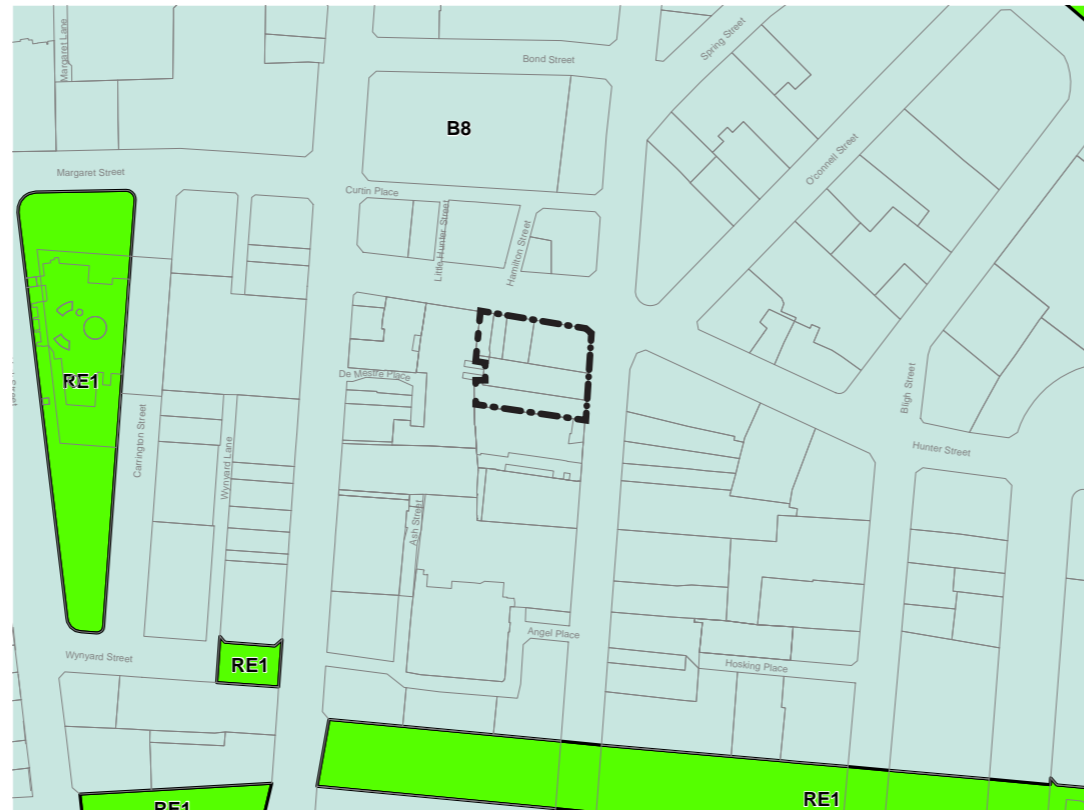 Margaret Lane
Spring Street
Bond Street
B8
O'connell Street
Margaret Street
Curtin Place
Little Hunter Street
Hamilton Street
RE1
De Mestre Place
Bligh Street
Carrington Street
Wynyard Lane
Hunter Street
Ash Street
Angel Place
Wynyard Street
RE1
Hosking Place
RE1
RE1